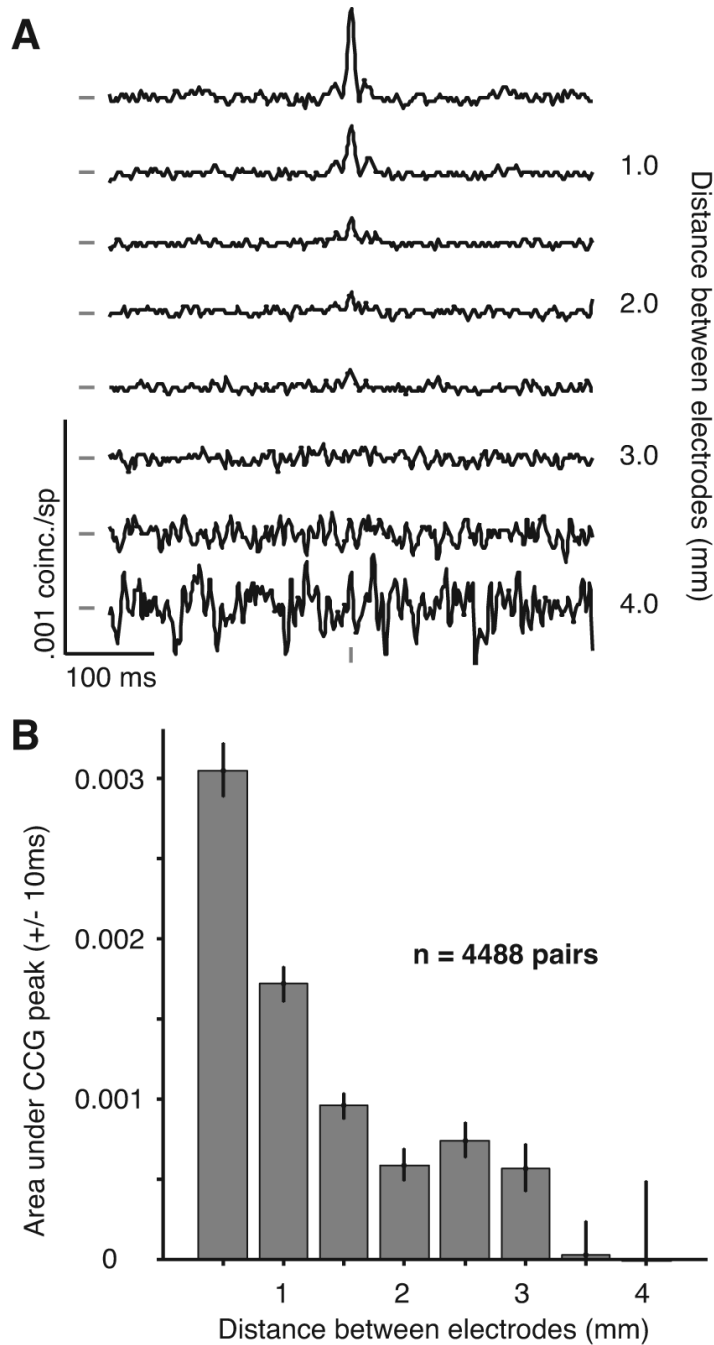 A
1.0
2.0
3.0
4.0
Distance between electrodes (mm)
.001 coinc./sp
100 ms
B
0.003
0.002
0.001
0
Area under CCG peak (+/- 10ms)
n = 4488 pairs
1 2 3 4
Distance between electrodes (mm)